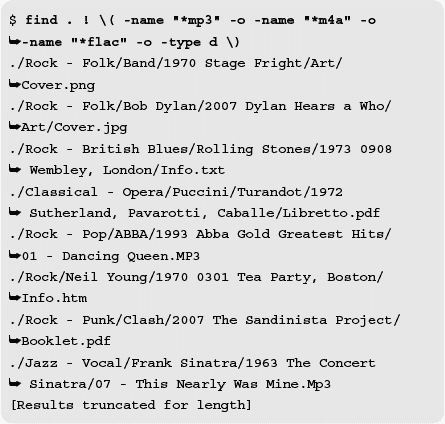 $ find . ! \( -name "*mp3" -o -name "*m4a" -o
➥-name "*flac" -o -type d \)
./Rock - Folk/Band/1970 Stage Fright/Art/
➥Cover.png
./Rock - Folk/Bob Dylan/2007 Dylan Hears a Who/
➥Art/Cover.jpg
./Rock - British Blues/Rolling Stones/1973 0908
➥ Wembley, London/Info.txt
./Classical - Opera/Puccini/Turandot/1972
➥ Sutherland, Pavarotti, Caballe/Libretto.pdf
./Rock - Pop/ABBA/1993 Abba Gold Greatest Hits/
➥01 - Dancing Queen.MP3
./Rock/Neil Young/1970 0301 Tea Party, Boston/
➥Info.htm
./Rock - Punk/Clash/2007 The Sandinista Project/
➥Booklet.pdf
./Jazz - Vocal/Frank Sinatra/1963 The Concert
➥ Sinatra/07 - This Nearly Was Mine.Mp3
[Results truncated for length]